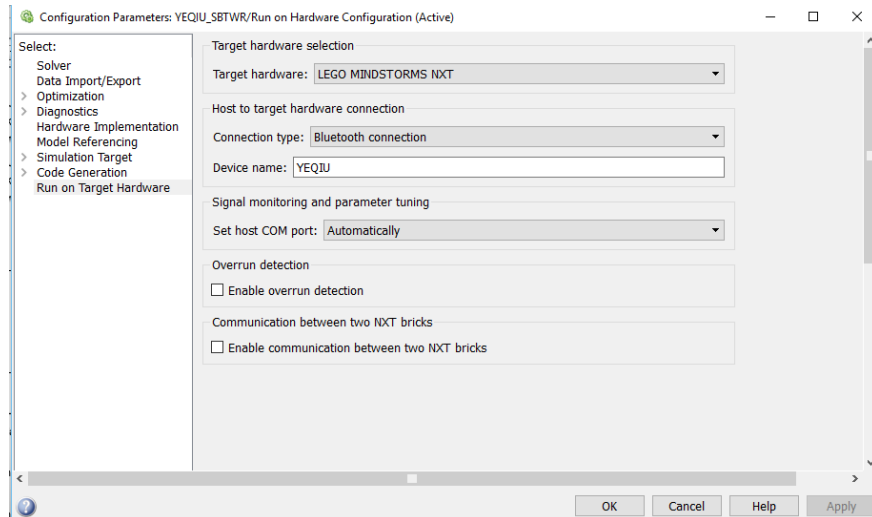 Configuration Parameters: YEQIU_SBTWR/Run on Hardware Configuration (Active)
Select:
Solver
Data Import/Export
Optimization
Diagnostics
Hardware Implementation
Model Referencing
Simulation Target
Code Generation
Run on Target Hardware
Target hardware selection
Target hardware: LEGO MINDSTORMS NXT
Host to target hardware connection
Connection type: Bluetooth connection
Device name: YEQIU
Signal monitoring and parameter tuning
Set host COM port: Automatically
Overrun detection
Enable overrun detection
Communication between two NXT bricks
Enable communication between two NXT bricks
OK Cancel Help Apply